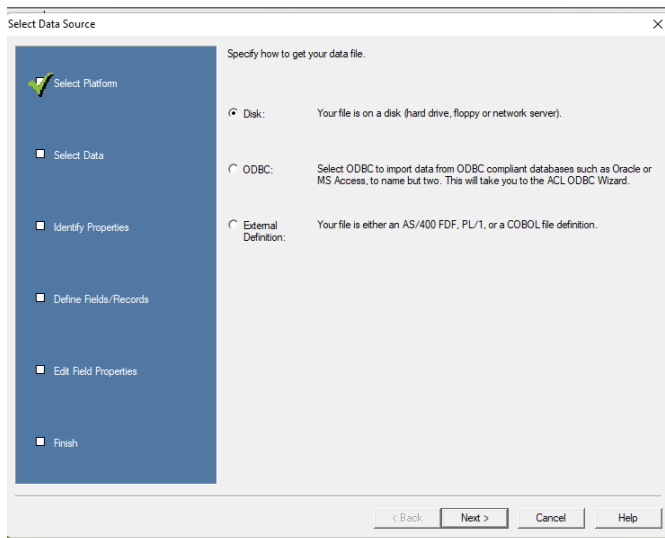 Select Data Source
Specify how to get your data file.
Select Platform
Disk: Your file is on a disk (hard drive, floppy or network server).
Select Data
ODBC: Select ODBC to import data from ODBC compliant databases such as Oracle or
MS Access, to name but two. This will take you to the ACL ODBC Wizard.
Identify Properties
External Your file is either an AS/400 FDF, PL/1, or a COBOL file definition.
Definition:
Define Fields/Records
Edit Field Properties
Finish
< Back Next > Cancel Help